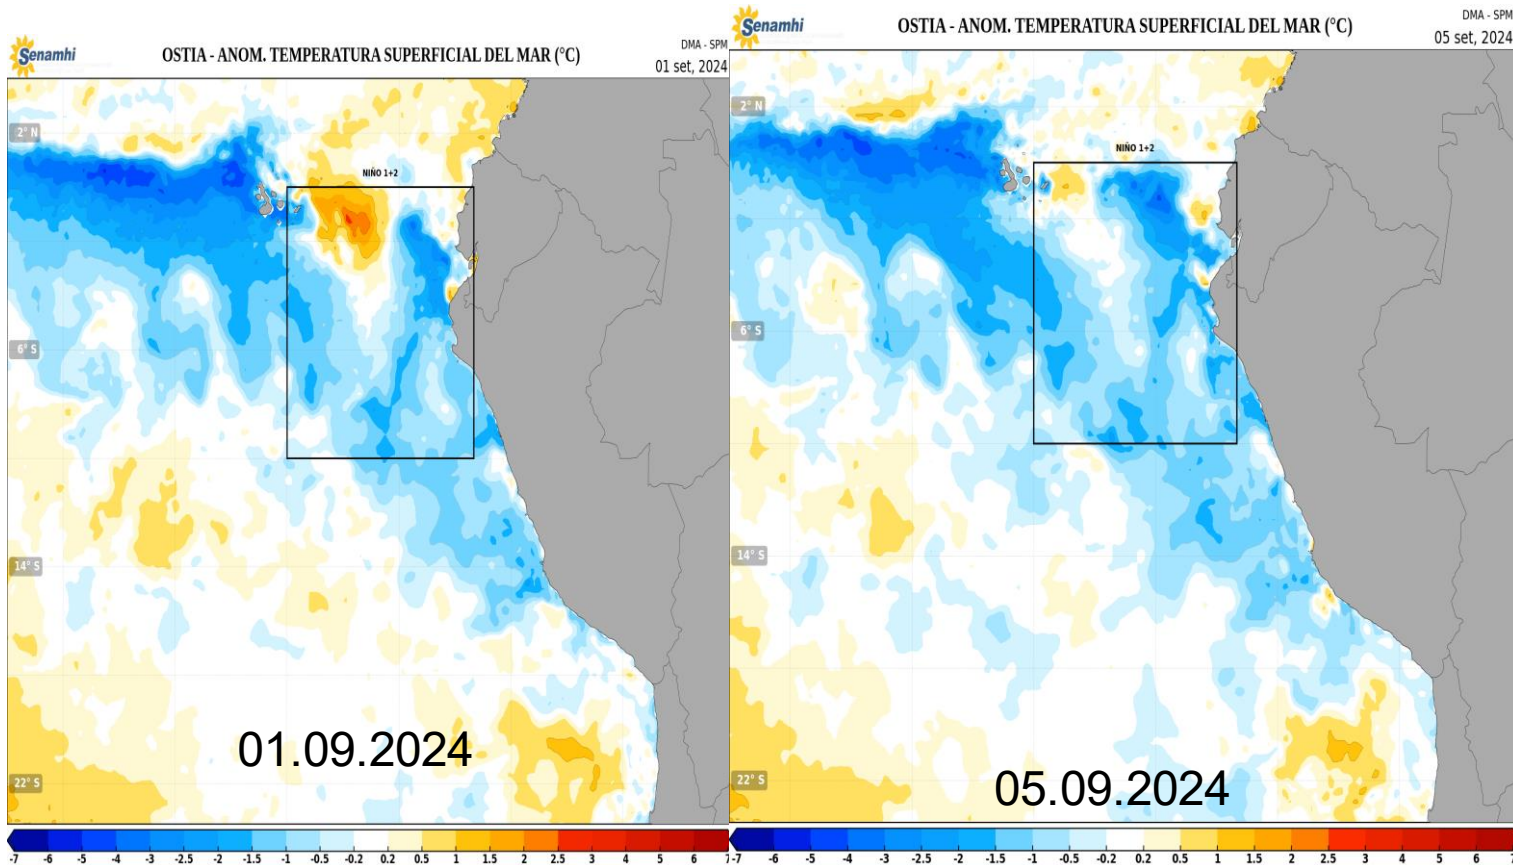 Senamhi
OSTIA - ANOM. TEMPERATURA SUPERFICIAL DEL MAR (°C)
DMA - SPM
01 set, 2024
2° N
NIÑO 1+2
6° S
14° S
01.09.2024
22° S
-7 -6 -5 -4 -3 -2.5 -2 -1.5 -1 -0.5 -0.2 0.2 0.5 1 1.5 2 2.5 3 4 5 6 7
Senamhi
OSTIA - ANOM. TEMPERATURA SUPERFICIAL DEL MAR (°C)
DMA - SPM
05 set, 2024
2° N
NIÑO 1+2
6° S
14° S
22° S
05.09.2024
-7 -6 -5 -4 -3 -2.5 -2 -1.5 -1 -0.5 -0.2 0.2 0.5 1 1.5 2 2.5 3 4 5 6